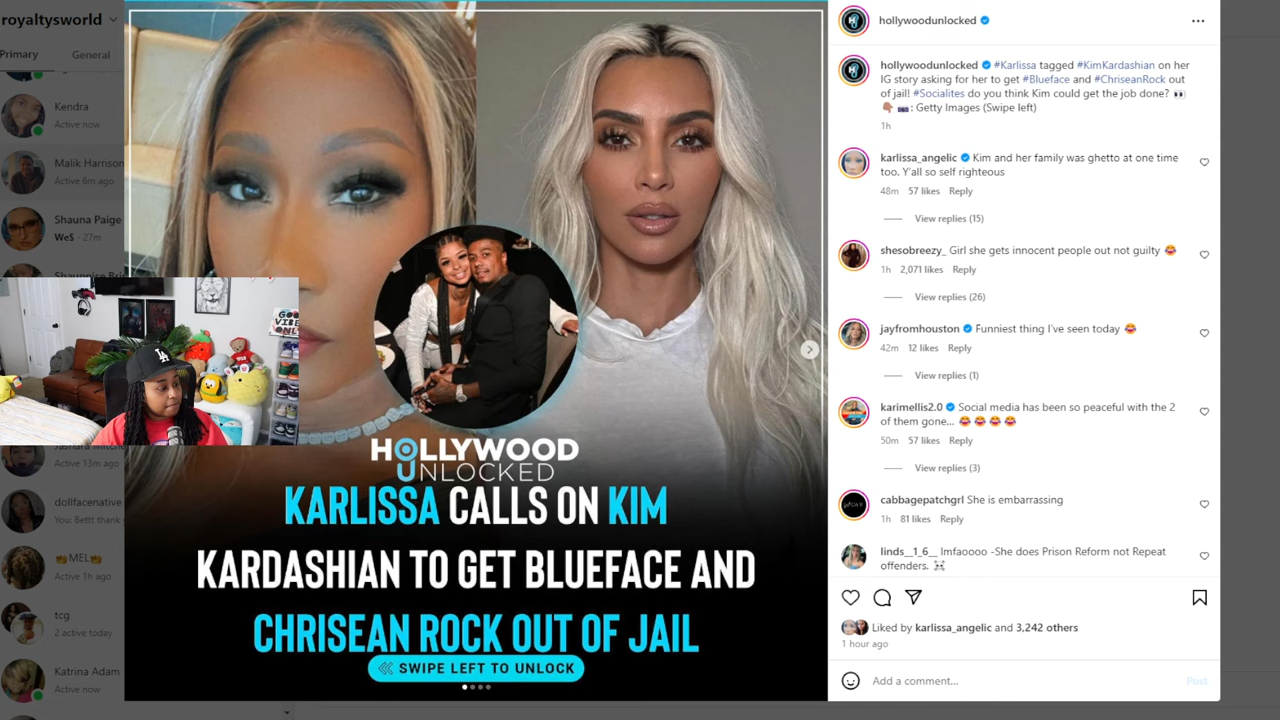 royaltysworld
Primary
General
Kendra
Active now
Malik Harrison
Active 6m ago
Shauna Paige
We$ · 27m
GOOD
VIBES
ONLY
LA
Active 13m ago
dollfacenative
You: Bettt thank
MEL
Active 1h ago
tcg
2 active today
Katrina Adam
Active now
HOLLYWOOD
UNLOCKED
KARLISSA CALLS ON KIM
KARDASHIAN TO GET BLUEFACE AND
CHRISEAN ROCK OUT OF JAIL
SWIPE LEFT TO UNLOCK
hollywoodunlocked
hollywoodunlocked #Karlissa tagged #KimKardashian on her
IG story asking for her to get #Blueface and #ChriseanRock out
of jail! #Socialites do you think Kim could get the job done? 👀
: Getty Images (Swipe left)
1h
karlissa_angelic Kim and her family was ghetto at one time
too. Y'all so self righteous
48m 57 likes Reply
View replies (15)
shesobreezy_ Girl she gets innocent people out not guilty 😂
1h 2,071 likes Reply
View replies (26)
jayfromhouston Funniest thing I've seen today 😂
42m 12 likes Reply
View replies (1)
karimellis2.0 Social media has been so peaceful with the 2
of them gone... 😂 😂 😂 😂
50m 57 likes Reply
View replies (3)
cabbagepatchgrl She is embarrassing
1h 81 likes Reply
linds__1_6__ lmfaoooo -She does Prison Reform not Repeat
offenders. ☠️
Liked by karlissa_angelic and 3,242 others
1 hour ago
Add a comment...
Post